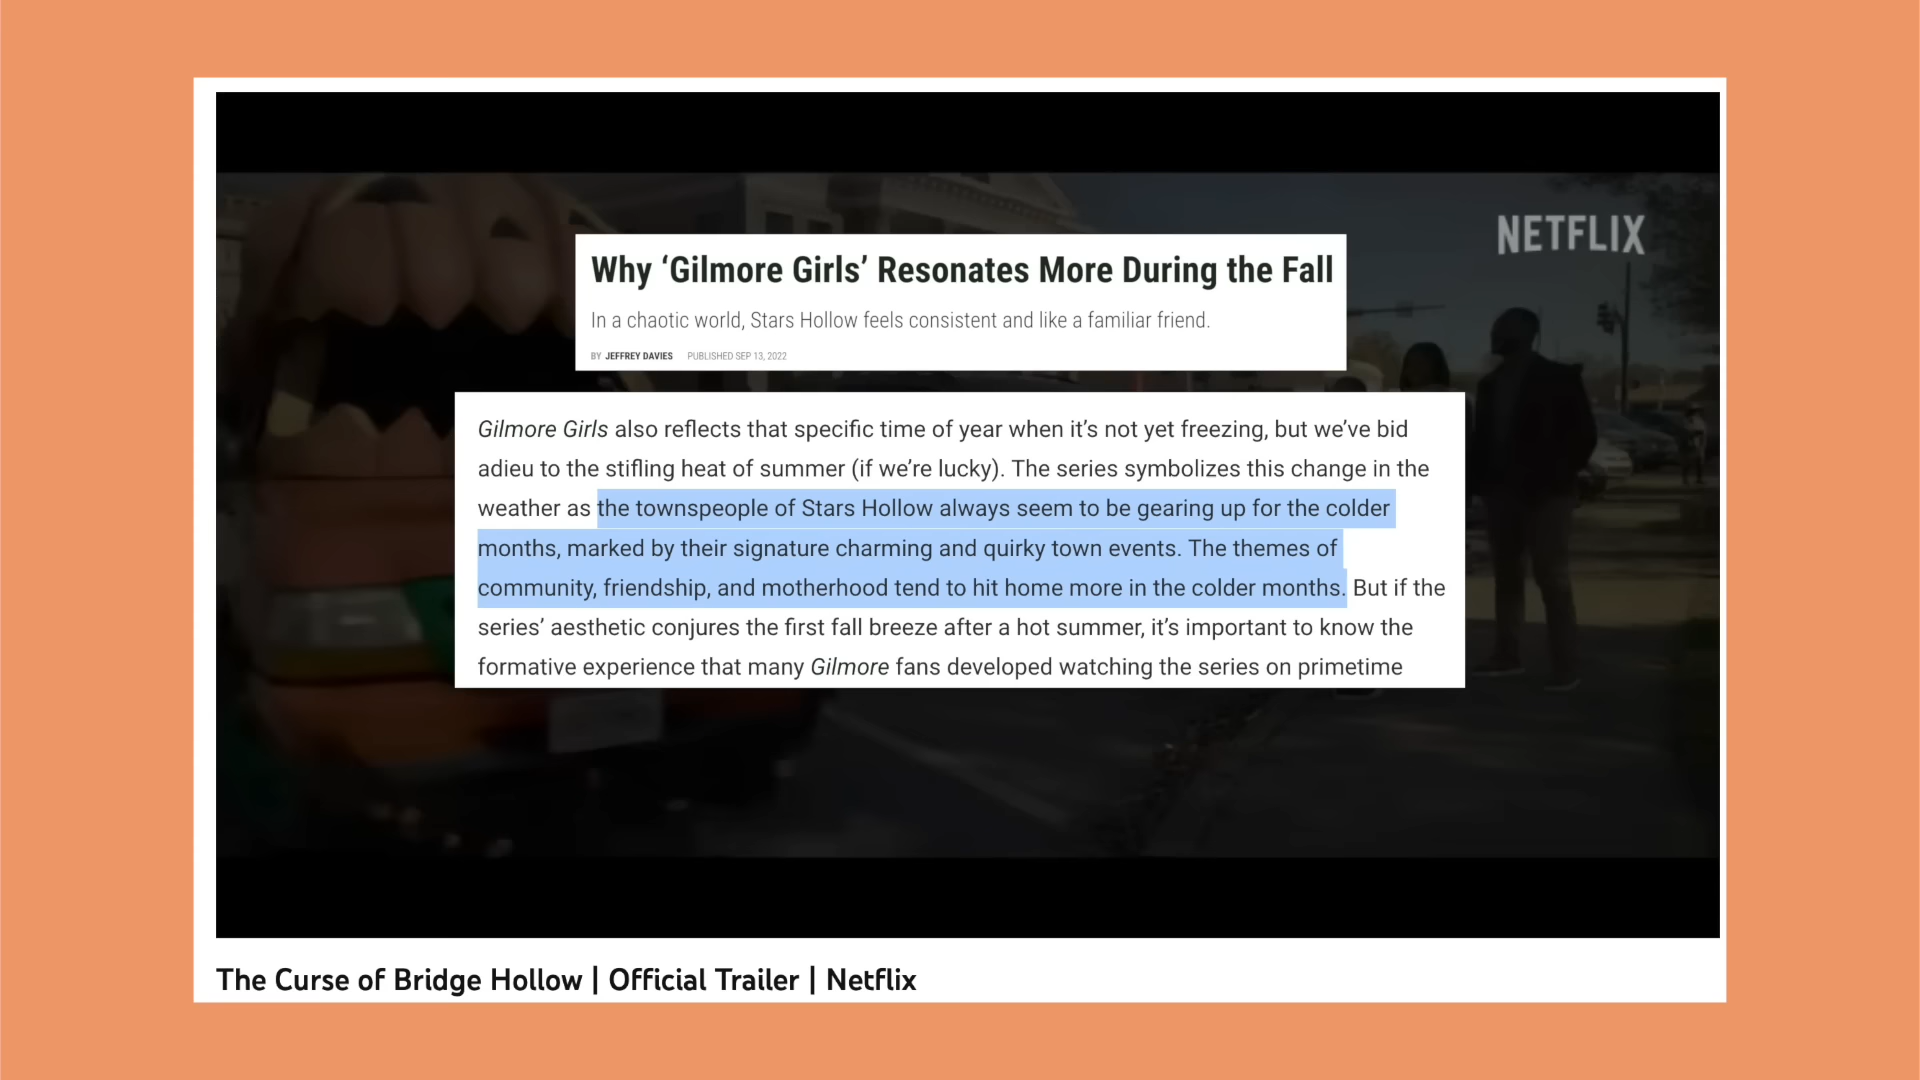 NETFLIX
Why ‘Gilmore Girls’ Resonates More During the Fall
In a chaotic world, Stars Hollow feels consistent and like a familiar friend.
BY JEFFREY DAVIES PUBLISHED SEP 13, 2022
Gilmore Girls also reflects that specific time of year when it’s not yet freezing, but we’ve bid
adieu to the stifling heat of summer (if we’re lucky). The series symbolizes this change in the
weather as the townspeople of Stars Hollow always seem to be gearing up for the colder
months, marked by their signature charming and quirky town events. The themes of
community, friendship, and motherhood tend to hit home more in the colder months. But if the
series’ aesthetic conjures the first fall breeze after a hot summer, it’s important to know the
formative experience that many Gilmore fans developed watching the series on primetime
The Curse of Bridge Hollow | Official Trailer | Netflix